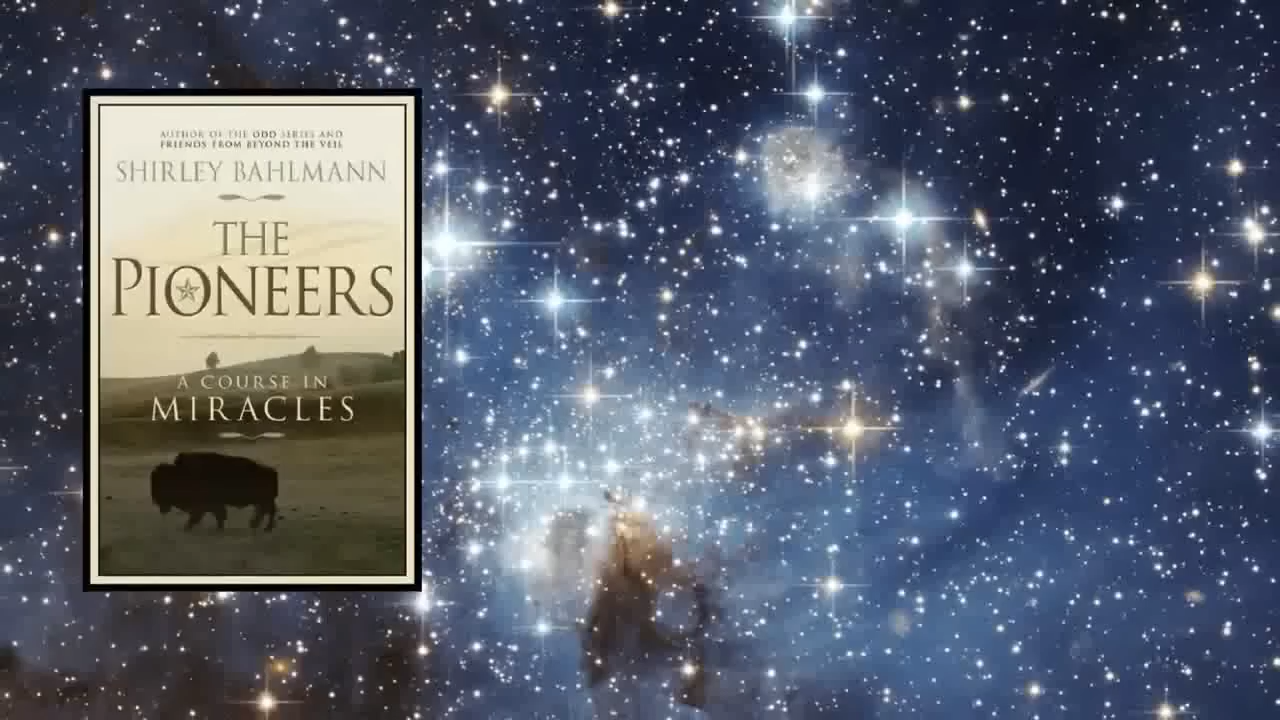 AUTHOR OF THE ODD SERIES AND
FRIENDS FROM BEYOND THE VEIL
SHIRLEY BAHLMANN
THE
PIONEERS
A COURSE IN
MIRACLES